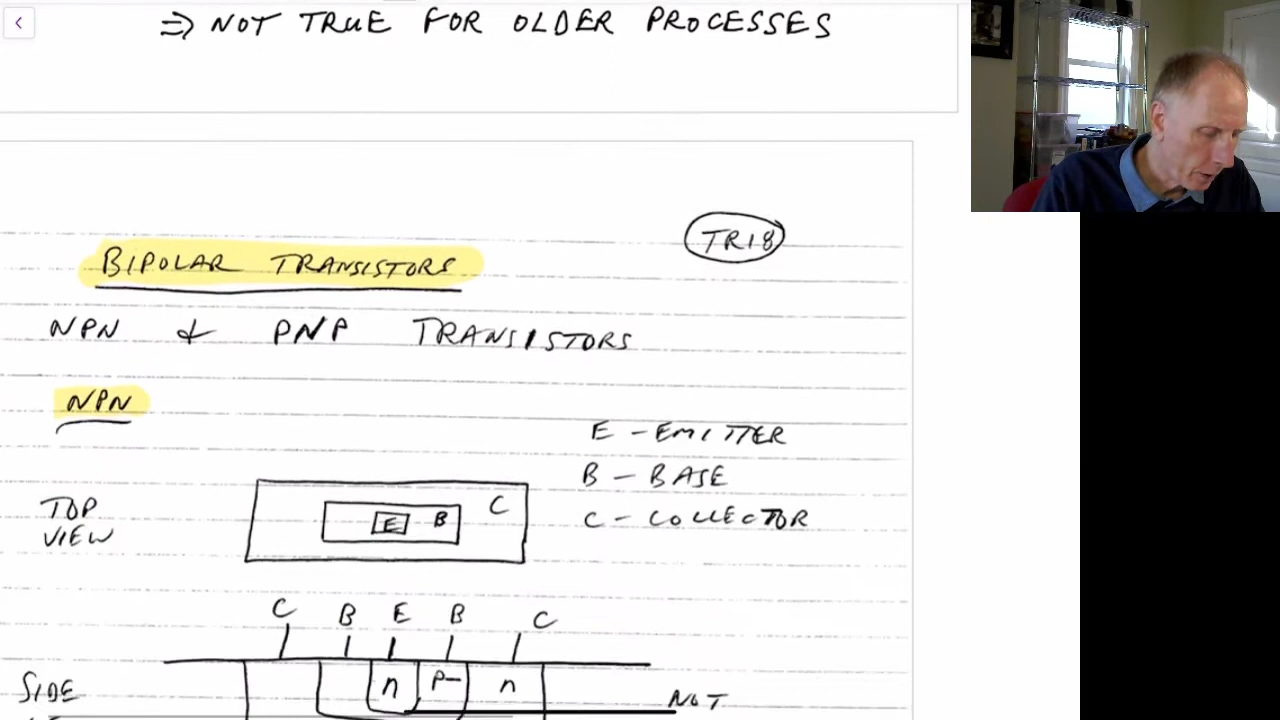 ⇒ NOT TRUE FOR OLDER PROCESSES
TR18
BIPOLAR TRANSISTORS
NPN & PNP TRANSISTORS
NPN
E - EMITTER
B - BASE
C - COLLECTOR
TOP
VIEW
E B C
C B E B C
SIDE
n P- n
NOT